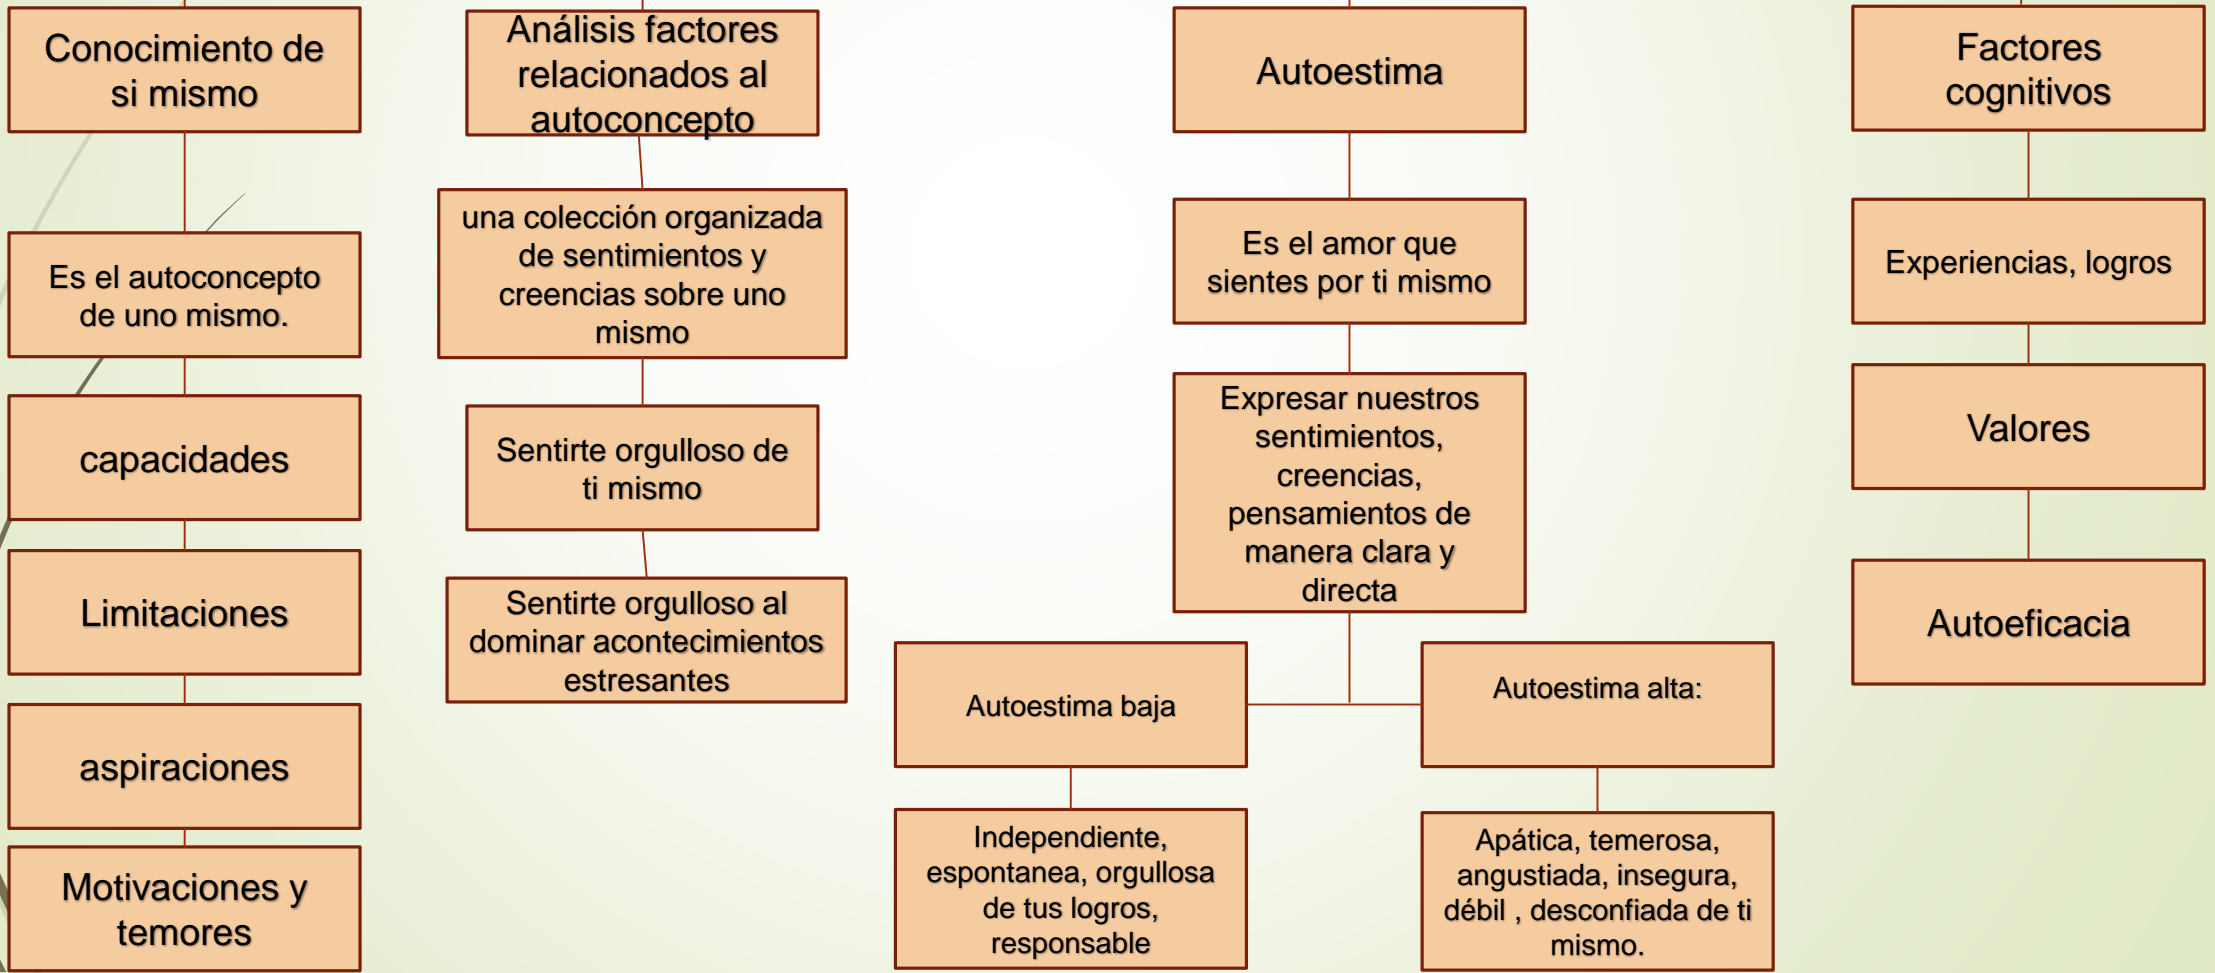 Conocimiento de
si mismo
Es el autoconcepto
de uno mismo.
capacidades
Limitaciones
aspiraciones
Motivaciones y
temores
Análisis factores
relacionados al
autoconcepto
una colección organizada
de sentimientos y
creencias sobre uno
mismo
Sentirte orgulloso de
ti mismo
Sentirte orgulloso al
dominar acontecimientos
estresantes
Autoestima
Es el amor que
sientes por ti mismo
Expresar nuestros
sentimientos,
creencias,
pensamientos de
manera clara y
directa
Autoestima baja
Independiente,
espontanea, orgullosa
de tus logros,
responsable
Autoestima alta:
Apática, temerosa,
angustiada, insegura,
débil , desconfiada de ti
mismo.
Factores
cognitivos
Experiencias, logros
Valores
Autoeficacia